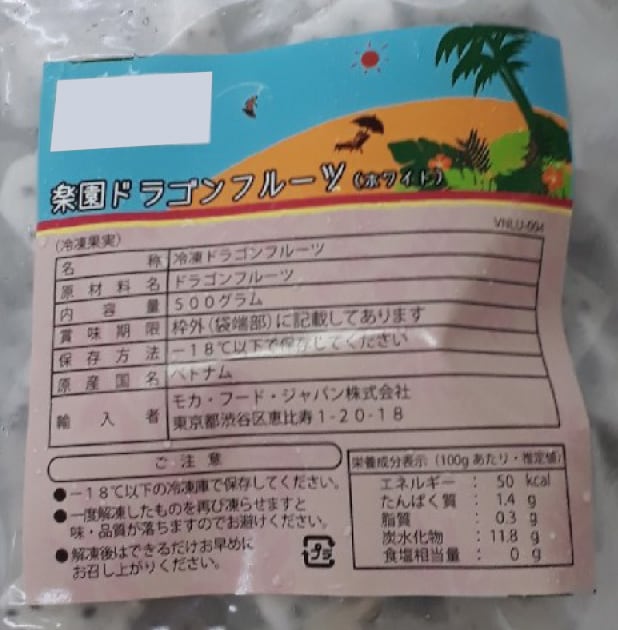 楽園ドラゴンフルーツ(ホワイト)
VNLU-004
(冷凍果実)
名称 冷凍ドラゴンフルーツ
原材料名 ドラゴンフルーツ
内容量 500グラム
賞味期限 枠外(袋端部)に記載してあります
保存方法 −18℃以下で保存してください
原産国名 ベトナム
輸入者 モカ・フード・ジャパン株式会社
東京都渋谷区恵比寿1-20-18
ご注意
●−18℃以下の冷凍庫で保存してください。
●一度解凍したものを再び凍らせますと
味・品質が落ちますのでお避けください。
●解凍後はできるだけお早めに
お召し上がりください。
プラ
栄養成分表示(100gあたり・推定値)
エネルギー : 50 kcal
たんぱく質 : 1.4 g
脂質 : 0.3 g
炭水化物 : 11.8 g
食塩相当量 : 0 g